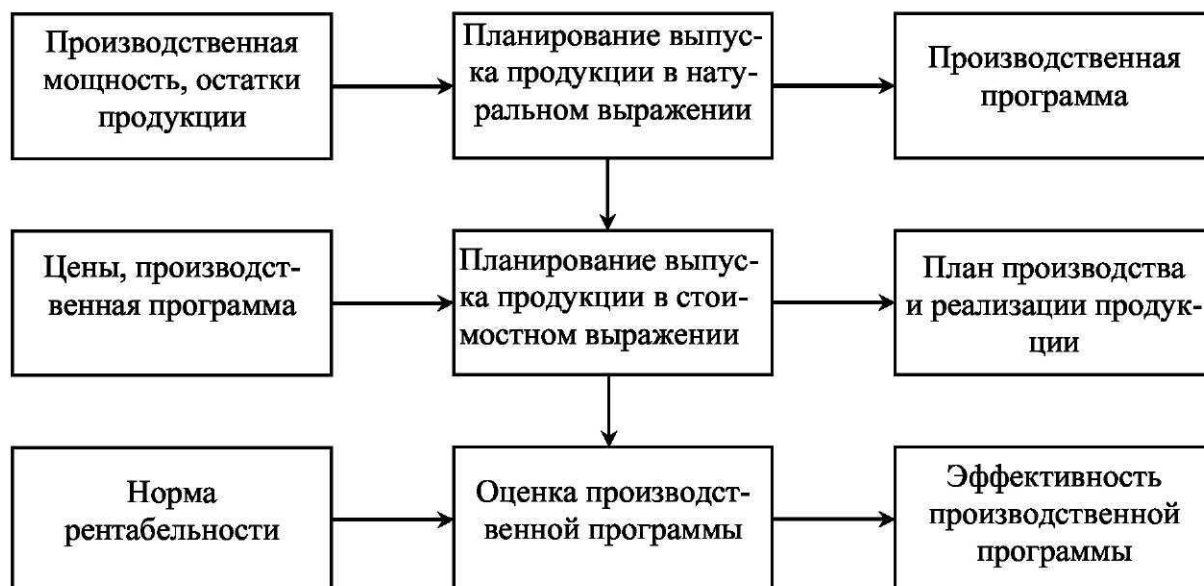 Производственная
мощность, остатки
продукции
Планирование выпус-
ка продукции в нату-
ральном выражении
Производственная
программа
Цены, производст-
венная программа
Планирование выпус-
ка продукции в стои-
мостном выражении
План производства
и реализации продук-
ции
Норма
рентабельности
Оценка производст-
венной программы
Эффективность
производственной
программы